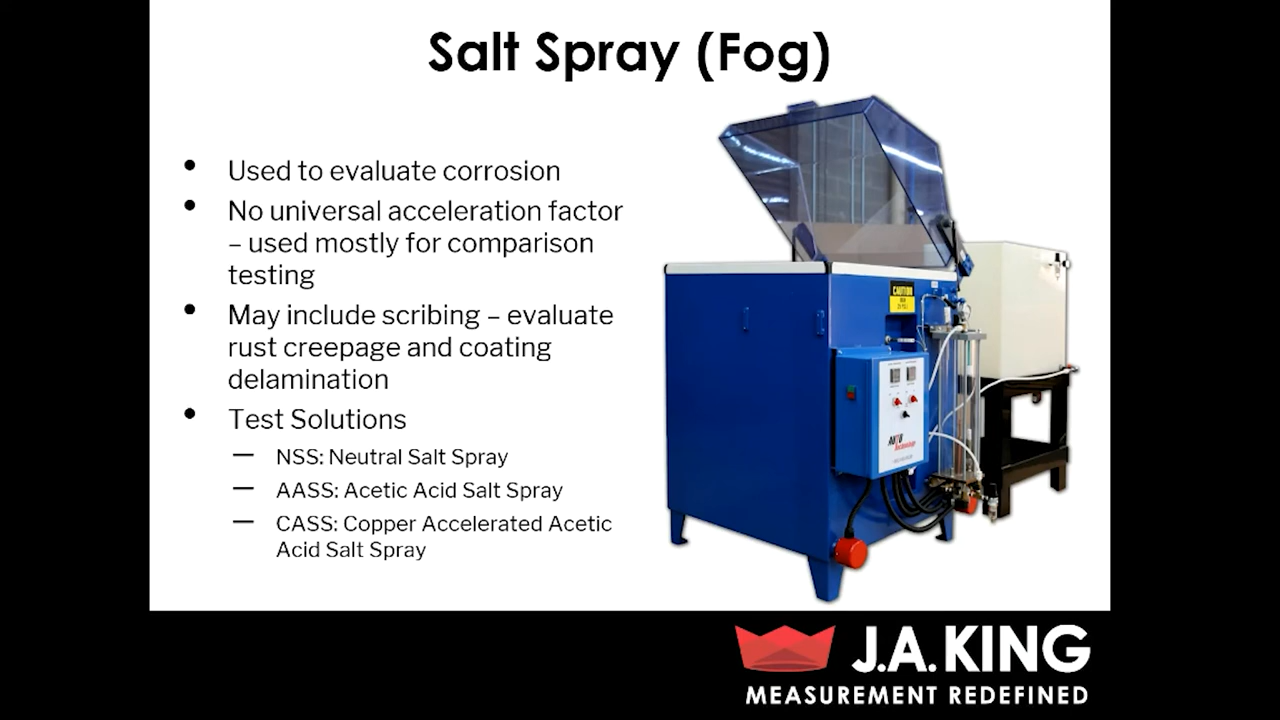 Salt Spray (Fog)
• Used to evaluate corrosion
• No universal acceleration factor
– used mostly for comparison
testing
• May include scribing – evaluate
rust creepage and coating
delamination
• Test Solutions
— NSS: Neutral Salt Spray
— AASS: Acetic Acid Salt Spray
— CASS: Copper Accelerated Acetic
Acid Salt Spray
CAUTION
AUTO
J.A. KING
MEASUREMENT REDEFINED